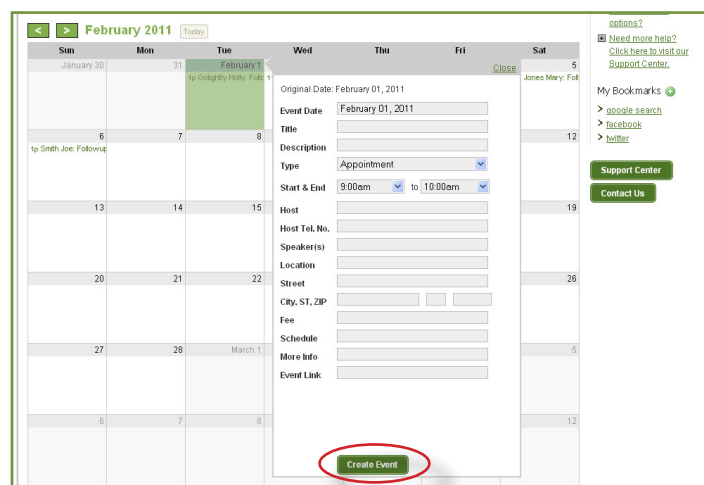 < > February 2011 Today
Sun Mon Tue Wed Thu Fri Sat
January 30 31 February 1 5
1p Golightly Holly: Follo Jones Mary: Foll
Close
Original Date: February 01, 2011
Event Date February 01, 2011
Title
Description
Type Appointment
Start & End 9:00am to 10:00am
Host
Host Tel. No.
Speaker(s)
Location
Street
City, ST, ZIP
Fee
Schedule
More Info
Event Link
Create Event
6 7 8 12
1p Smith Joe: Followup
13 14 15 19
20 21 22 26
27 28 March 1 5
6 7 8 12
options?
Need more help?
Click here to visit our
Support Center.
My Bookmarks
> google search
> facebook
> twitter
Support Center
Contact Us